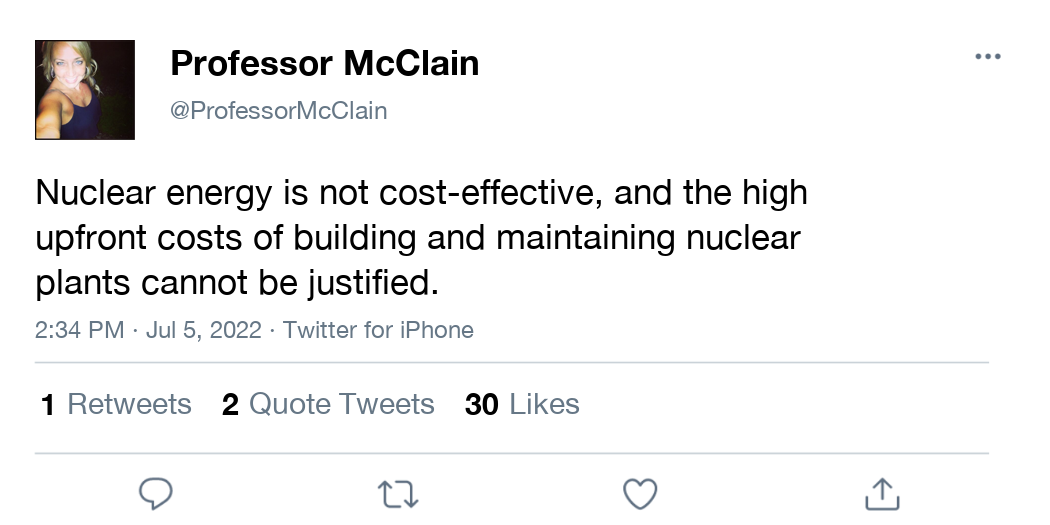 Professor McClain
@ProfessorMcClain
Nuclear energy is not cost-effective, and the high
upfront costs of building and maintaining nuclear
plants cannot be justified.
2:34 PM · Jul 5, 2022 · Twitter for iPhone
1 Retweets 2 Quote Tweets 30 Likes